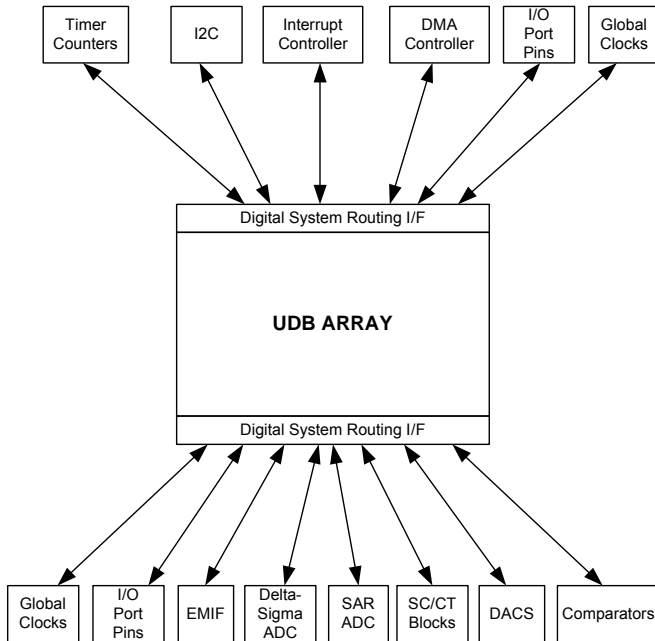 Timer
Counters
I2C
Interrupt
Controller
DMA
Controller
I/O
Port
Pins
Global
Clocks
Digital System Routing I/F
UDB ARRAY
Digital System Routing I/F
Global
Clocks
I/O
Port
Pins
EMIF
Delta-
Sigma
ADC
SAR
ADC
SC/CT
Blocks
DACS
Comparators